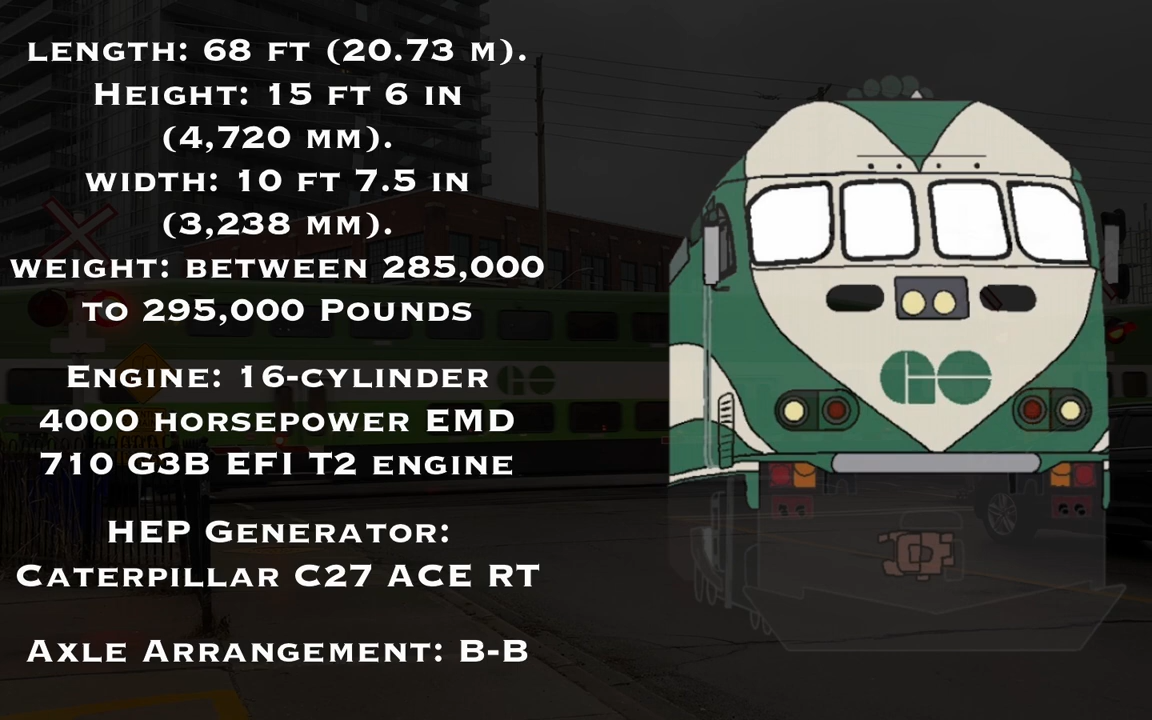 LENGTH: 68 FT (20.73 M).
HEIGHT: 15 FT 6 IN
(4,720 MM).
WIDTH: 10 FT 7.5 IN
(3,238 MM).
WEIGHT: BETWEEN 285,000
TO 295,000 POUNDS
ENGINE: 16-CYLINDER
4000 HORSEPOWER EMD
710 G3B EFI T2 ENGINE
HEP GENERATOR:
CATERPILLAR C27 ACE RT
AXLE ARRANGEMENT: B-B
GO
GO